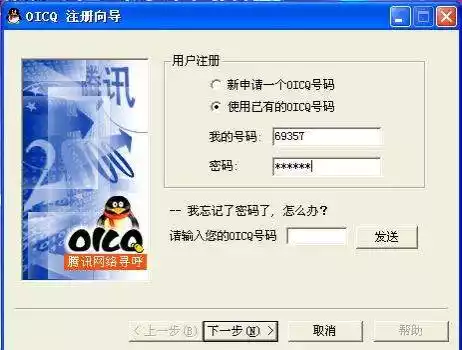 OICQ 注册向导
腾讯
2
OICQ
腾讯网络寻呼
用户注册
新申请一个OICQ号码
使用已有的OICQ号码
我的号码: 69357
密码: ******
-- 我忘记了密码了，怎么办?
请输入您的OICQ号码 发送
< 上一步(B) 下一步(N) > 取消 帮助